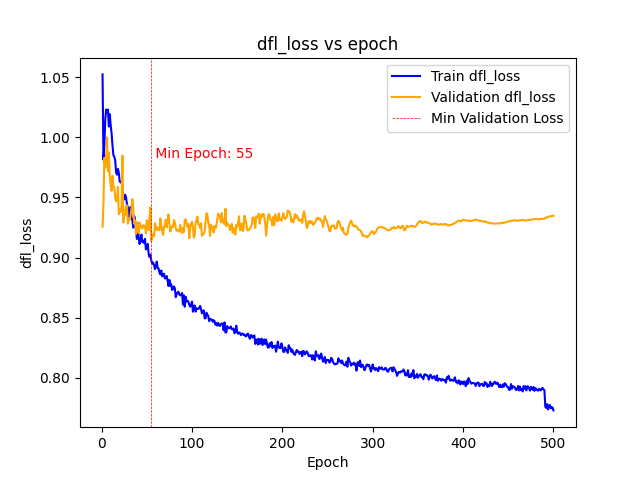 dfl_loss vs epoch
Train dfl_loss
Validation dfl_loss
Min Validation Loss
Min Epoch: 55
dfl_loss
1.05
1.00
0.95
0.90
0.85
0.80
0
100
200
300
400
500
Epoch